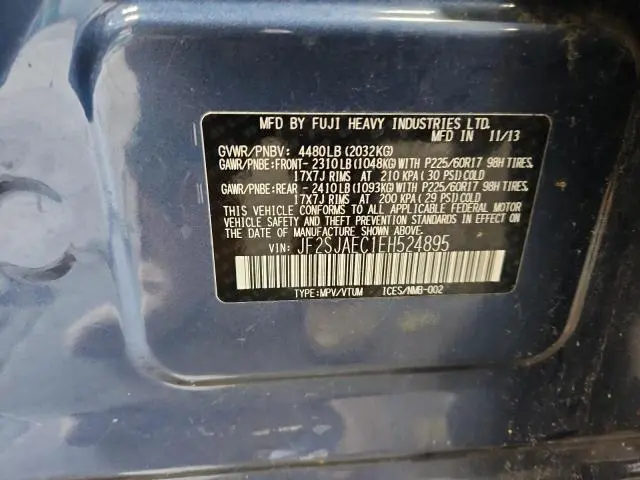 MFD BY FUJI HEAVY INDUSTRIES LTD.
MFD IN 11/13
GVWR/PNBV: 4480LB (2032KG)
GAWR/PNBE:FRONT-2310LB (1048KG) WITH P225/60R17 98H TIRES,
17X7J RIMS AT 210 KPA ( 30 PSI) COLD
GAWR/PNBE:REAR -2410LB (1093KG) WITH P225/60R17 98H TIRES,
17X7J RIMS AT 200 KPA (29 PSI) COLD
THIS VEHICLE CONFORMS TO ALL APPLICABLE FEDERAL MOTOR
VEHICLE SAFETY BUMPER, AND THEFT PREVENTION STANDARDS
IN EFFECT ON THE DATE OF MANUFACTURE SHOWN ABOVE.
VIN: JF2SJAEC1EH524895
TYPE:MPV/VTUM ICES/NMB-002